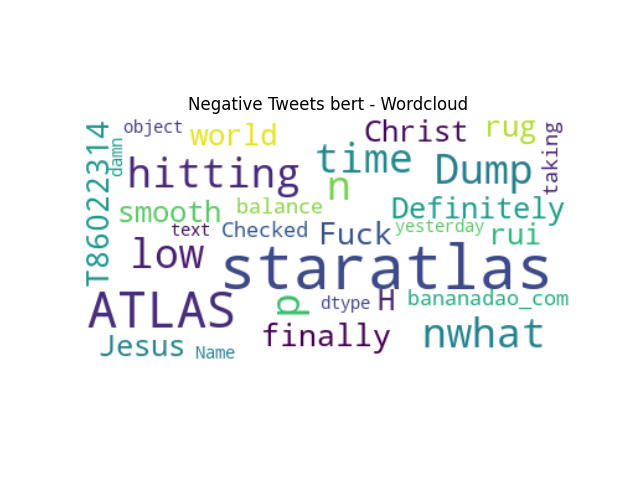 Negative Tweets bert - Wordcloud
object
world
Christ
rug
T86022314
damn
hitting
time
n
Dump
taking
smooth
balance
Definitely
text
Checked
Fuck
yesterday
rui
low
staratlas
ATLAS
p
dtype
H
bananadao_com
Jesus
Name
finally
nwhat